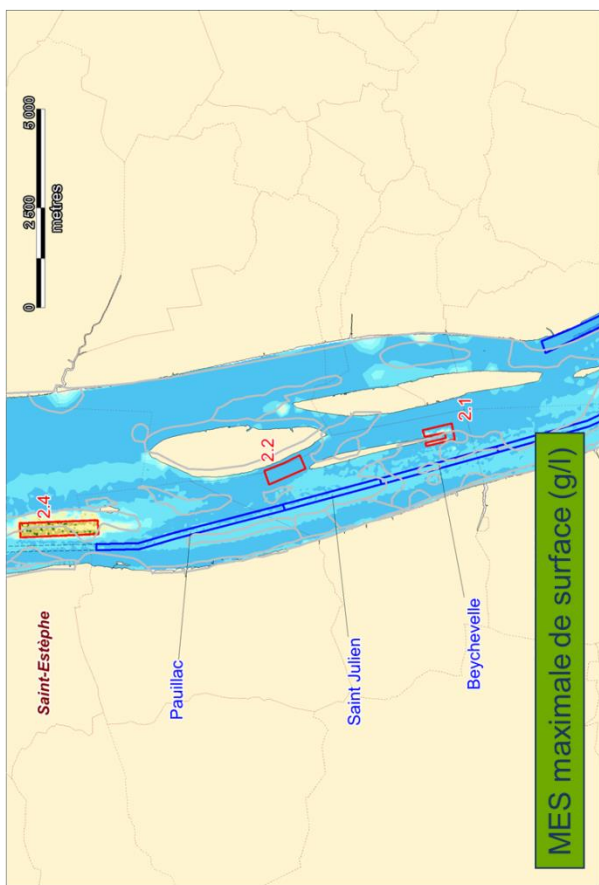 0 2 500 5 000
metres
2.4
Saint-Estèphe
2.2
2.1
Pauillac
Saint Julien
Beychevelle
MES maximale de surface (g/l)